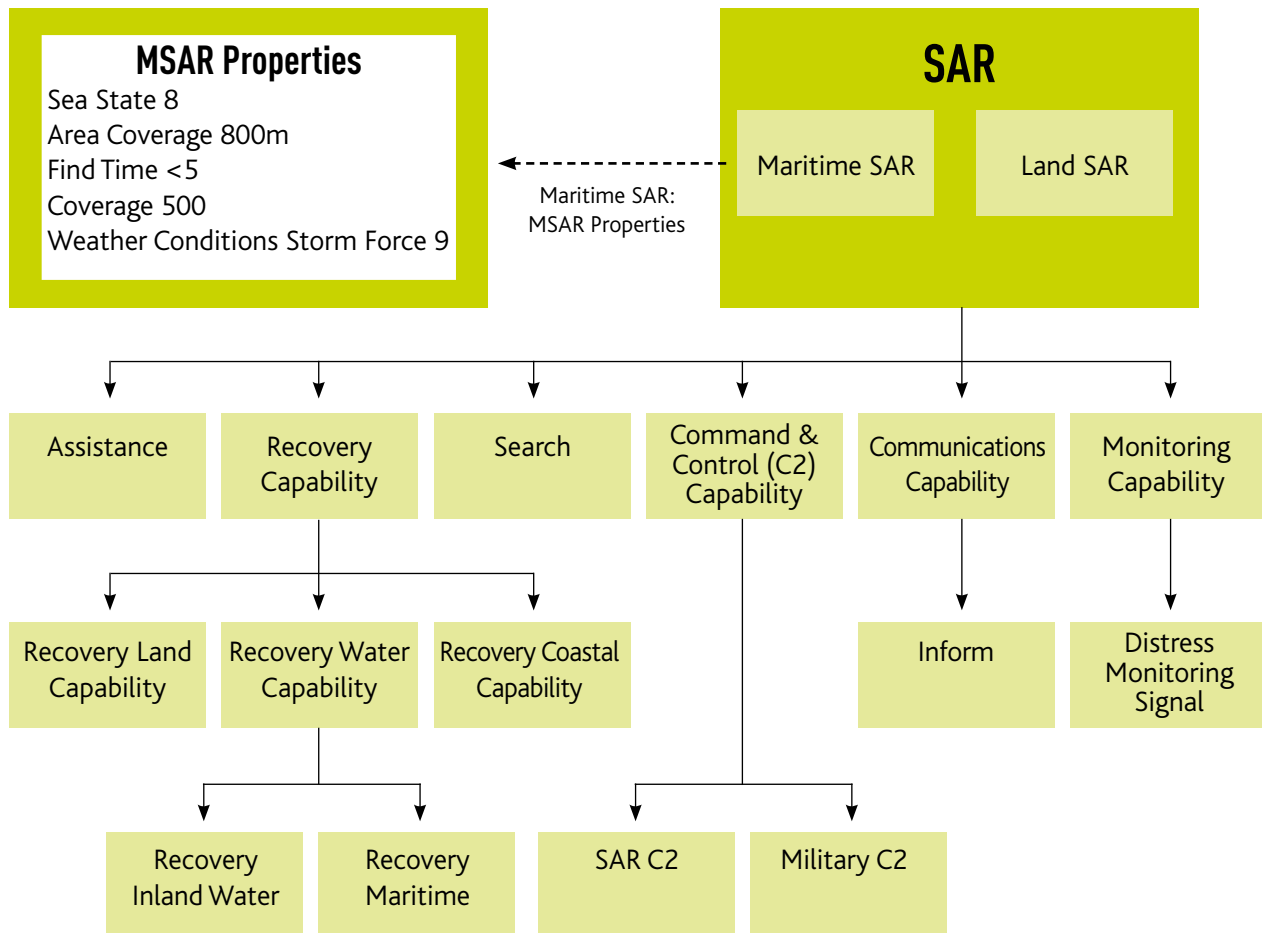 MSAR Properties
Sea State 8
Area Coverage 800m
Find Time <5
Coverage 500
Weather Conditions Storm Force 9
SAR
Maritime SAR
Land SAR
Maritime SAR:
MSAR Properties
Assistance
Recovery
Capability
Search
Command &
Control (C2)
Capability
Communications
Capability
Monitoring
Capability
Recovery Land
Capability
Recovery Water
Capability
Recovery Coastal
Capability
Inform
Distress
Monitoring
Signal
Recovery
Inland Water
Recovery
Maritime
SAR C2
Military C2